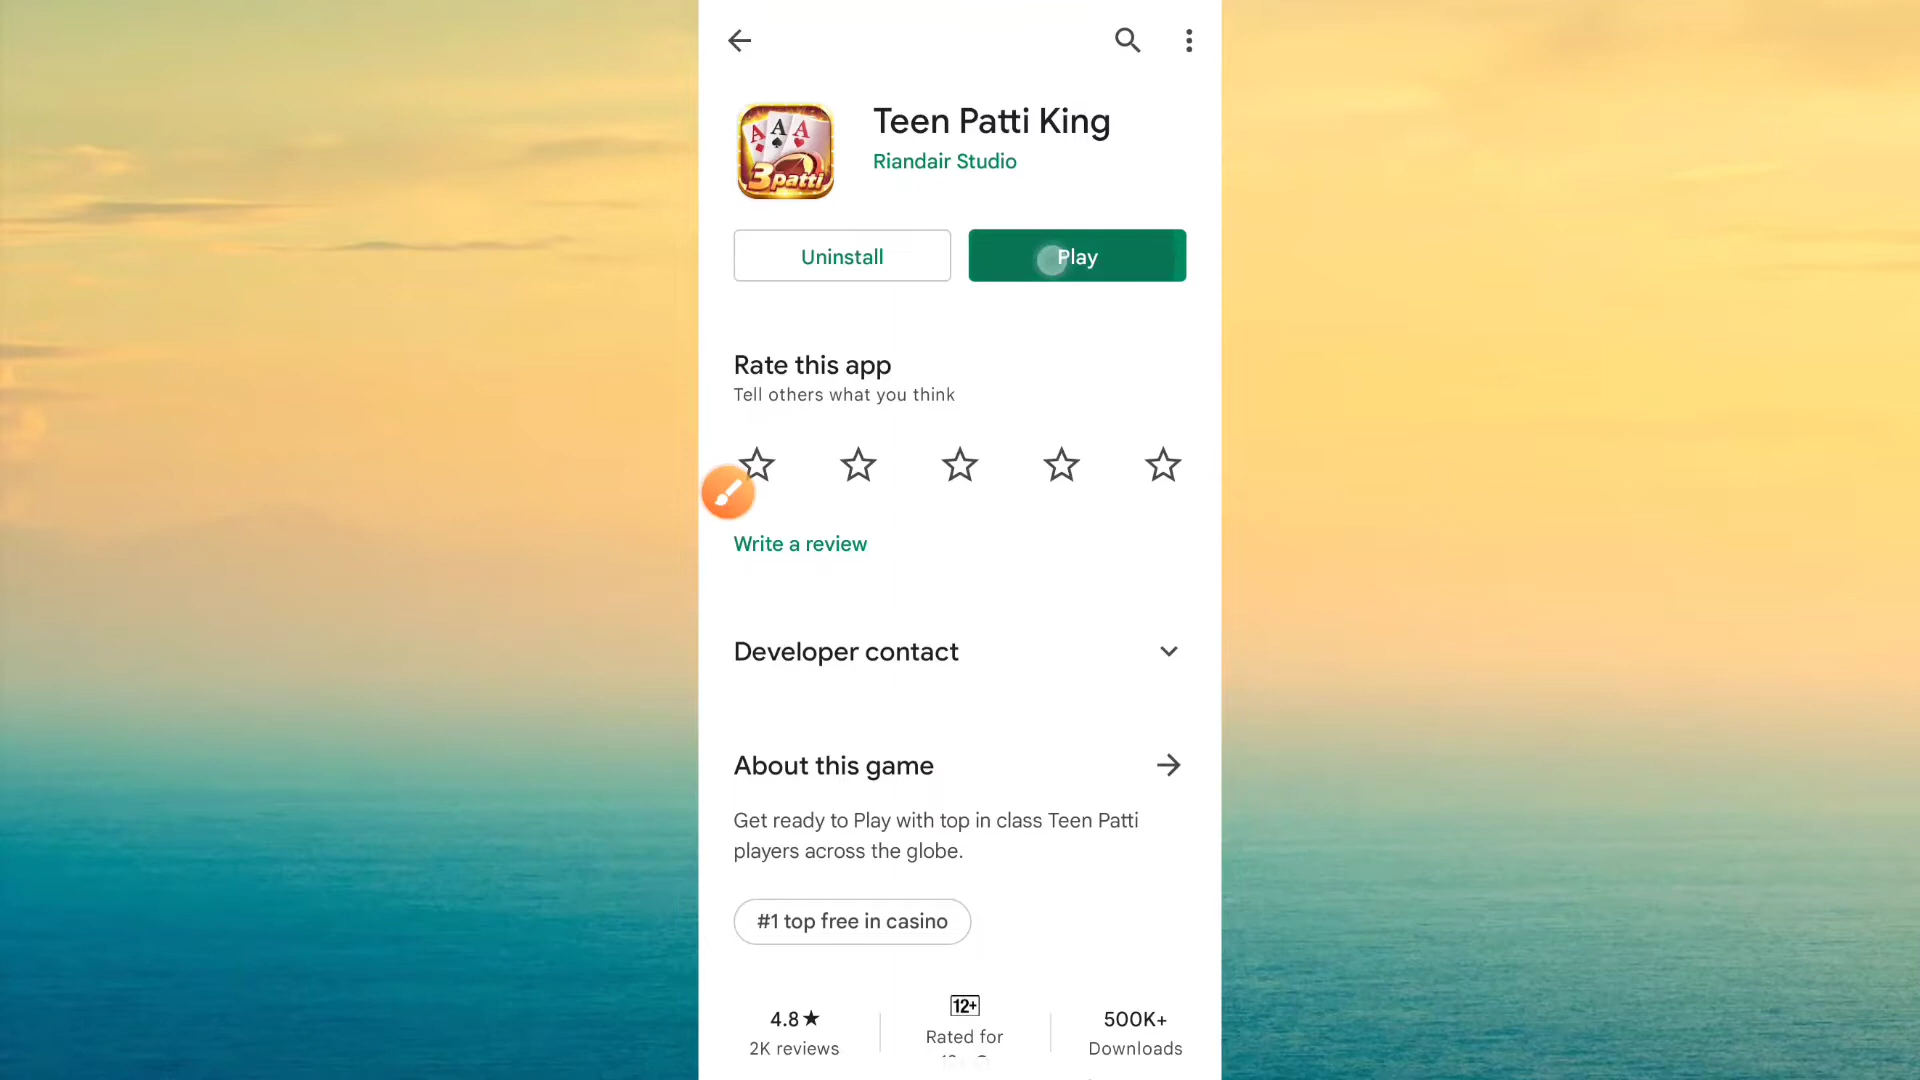 Teen Patti King
Riandair Studio
A A A
3patti
Uninstall
Play
Rate this app
Tell others what you think
Write a review
Developer contact
About this game
Get ready to Play with top in class Teen Patti
players across the globe.
#1 top free in casino
4.8★
2K reviews
12+
Rated for
500K+
Downloads